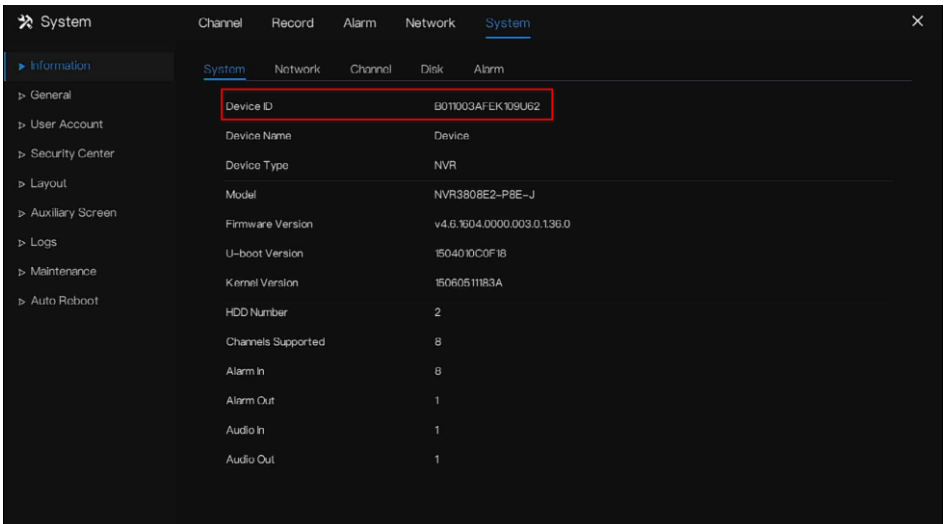 System Channel Record Alarm Network System
Information
General
User Account
Security Center
Layout
Auxiliary Screen
Logs
Maintenance
Auto Reboot
System Network Channel Disk Alarm
Device ID B011003AFEK109U62
Device Name Device
Device Type NVR
Model NVR3808E2-P8E-J
Firmware Version v4.6.1604.0000.003.0.1.36.0
U-boot Version 1504010C0F18
Kernel Version 15060511183A
HDD Number 2
Channels Supported 8
Alarm In 8
Alarm Out 1
Audio In 1
Audio Out 1